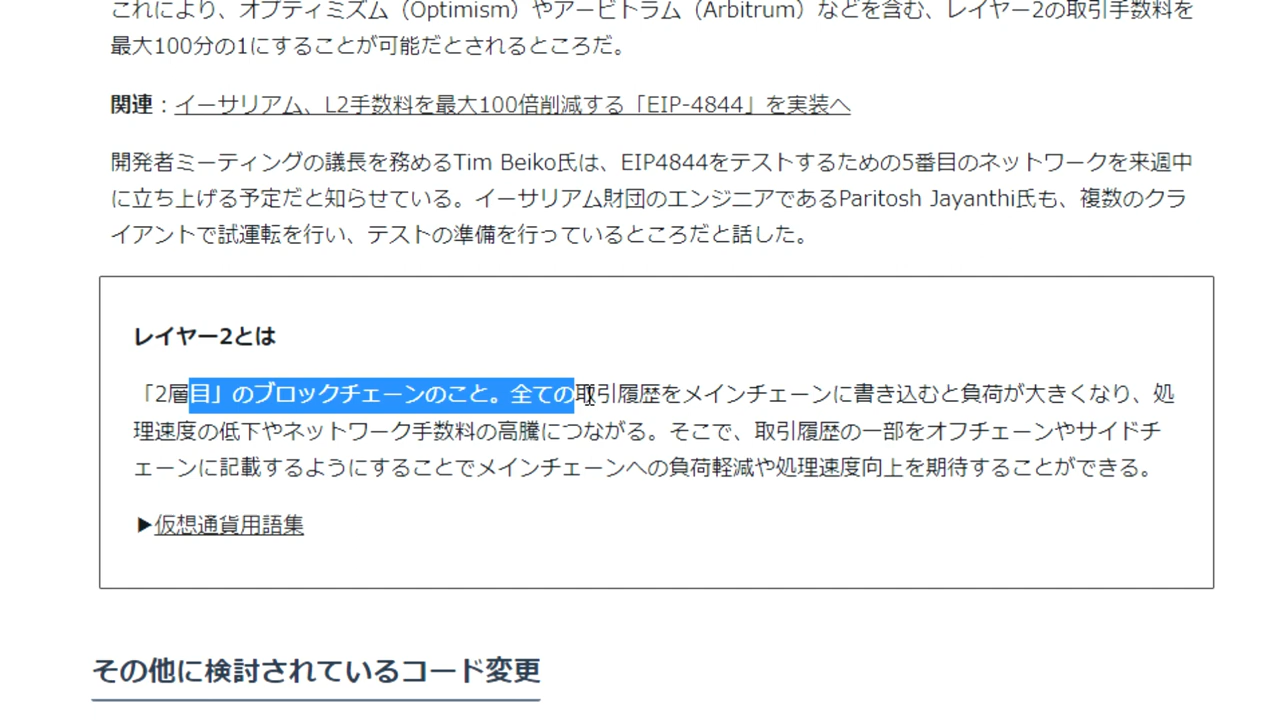 これにより、オプティミズム（Optimism）やアービトラム（Arbitrum）などを含む、レイヤー2の取引手数料を
最大100分の1にすることが可能だとされるところだ。
関連：イーサリアム、L2手数料を最大100倍削減する「EIP-4844」を実装へ
開発者ミーティングの議長を務めるTim Beiko氏は、EIP4844をテストするための5番目のネットワークを来週中
に立ち上げる予定だと知らせている。イーサリアム財団のエンジニアであるParitosh Jayanthi氏も、複数のクラ
イアントで試運転を行い、テストの準備を行っているところだと話した。
レイヤー2とは
「2層目」のブロックチェーンのこと。全ての取引履歴をメインチェーンに書き込むと負荷が大きくなり、処
理速度の低下やネットワーク手数料の高騰につながる。そこで、取引履歴の一部をオフチェーンやサイドチ
ェーンに記載するようにすることでメインチェーンへの負荷軽減や処理速度向上を期待することができる。
▶仮想通貨用語集
その他に検討されているコード変更